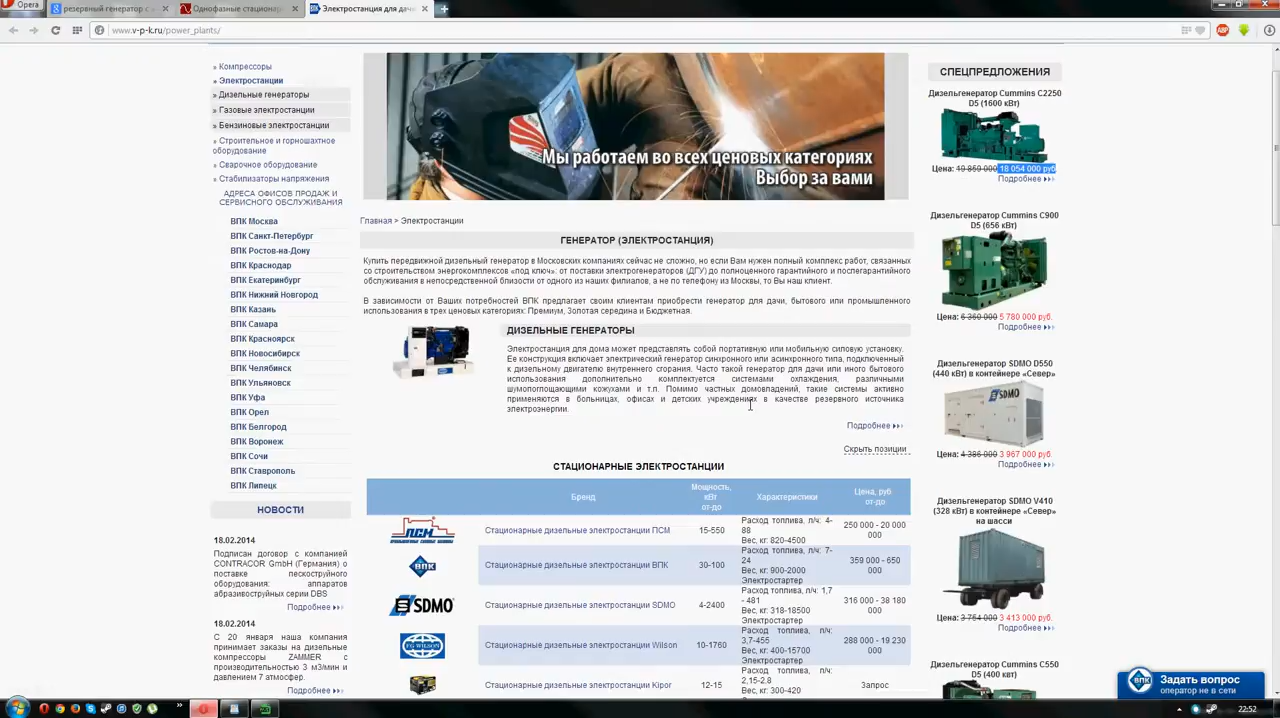 Opera
резервный генератор с а
Однофазные стационар
Электростанция для дачи
www.v-p-k.ru/power_plants/
ABP
» Компрессоры
» Электростанции
» Дизельные генераторы
» Газовые электростанции
» Бензиновые электростанции
» Строительное и горношахтное
оборудование
» Сварочное оборудование
» Стабилизаторы напряжения
АДРЕСА ОФИСОВ ПРОДАЖ И
СЕРВИСНОГО ОБСЛУЖИВАНИЯ
ВПК Москва
ВПК Санкт-Петербург
ВПК Ростов-на-Дону
ВПК Краснодар
ВПК Екатеринбург
ВПК Нижний Новгород
ВПК Казань
ВПК Самара
ВПК Красноярск
ВПК Новосибирск
ВПК Челябинск
ВПК Ульяновск
ВПК Уфа
ВПК Орел
ВПК Белгород
ВПК Воронеж
ВПК Сочи
ВПК Ставрополь
ВПК Липецк
НОВОСТИ
18.02.2014
Подписан договор с компанией
CONTRACOR GmbH (Германия) о
поставке пескоструйного
оборудования: аппаратов
абразивоструйных серии DBS
Подробнее
18.02.2014
С 20 января наша компания
принимает заказы на дизельные
компрессоры ZAMMER с
производительностью 3 м3/мин и
давлением 7 атмосфер.
Подробнее
Мы работаем во всех ценовых категориях
Выбор за вами
Главная > Электростанции
ГЕНЕРАТОР (ЭЛЕКТРОСТАНЦИЯ)
Купить передвижной дизельный генератор в Московских компаниях сейчас не сложно, но если Вам нужен полный комплекс работ, связанных
со строительством энергокомплексов «под ключ»: от поставки электрогенераторов (ДГУ) до полноценного гарантийного и послегарантийного
обслуживания в непосредственной близости от одного из наших филиалов, а не по телефону из Москвы, то Вы наш клиент.
В зависимости от Ваших потребностей ВПК предлагает своим клиентам приобрести генератор для дачи, бытового или промышленного
использования в трех ценовых категориях: Премиум, Золотая середина и Бюджетная.
ДИЗЕЛЬНЫЕ ГЕНЕРАТОРЫ
Электростанция для дома может представлять собой портативную или мобильную силовую установку.
Ее конструкция включает электрический генератор синхронного или асинхронного типа, подключенный
к дизельному двигателю внутреннего сгорания. Часто такой генератор для дачи или иного бытового
использования дополнительно комплектуется системами охлаждения, различными
шумопоглощающими кожухами и т.п. Помимо частных домовладений, такие системы активно
применяются в больницах, офисах и детских учреждениях в качестве резервного источника
электроэнергии.
Подробнее
Скрыть позиции
СТАЦИОНАРНЫЕ ЭЛЕКТРОСТАНЦИИ
Бренд Мощность, кВт от-до Характеристики Цена, руб от-до
ПСМ Стационарные дизельные электростанции ПСМ 15-550 Расход топлива, л/ч: 4-88 Вес, кг: 820-4500 250 000 - 20 000 000
ВПК Стационарные дизельные электростанции ВПК 30-100 Расход топлива, л/ч: 7-24 Вес, кг: 900-2000 Электростартер 359 000 - 650 000
SDMO Стационарные дизельные электростанции SDMO 4-2400 Расход топлива, л/ч: 1,7 - 481 Вес, кг: 318-18500 Электростартер 316 000 - 38 180 000
FG WILSON Стационарные дизельные электростанции Wilson 10-1760 Расход топлива, л/ч: 3,7-455 Вес, кг: 400-15700 Электростартер 288 000 - 19 230 000
Стационарные дизельные электростанции Kipor 12-15 Расход топлива, л/ч: 2,15-2.8 Вес, кг: 300-420 Запрос
СПЕЦПРЕДЛОЖЕНИЯ
Дизельгенератор Cummins C2250
D5 (1600 кВт)
Цена: 19 859 000 18 054 000 руб
Подробнее
Дизельгенератор Cummins C900
D5 (656 кВт)
Цена: 6 360 000 5 780 000 руб.
Подробнее
Дизельгенератор SDMO D550
(440 кВт) в контейнере «Север»
SDMO
Цена: 4 386 000 3 967 000 руб.
Подробнее
Дизельгенератор SDMO V410
(328 кВт) в контейнере «Север»
на шасси
Цена: 3 754 000 3 413 000 руб.
Подробнее
Дизельгенератор Cummins C550
D5 (400 квт)
ВПК
Задать вопрос
оператор не в сети
22:52